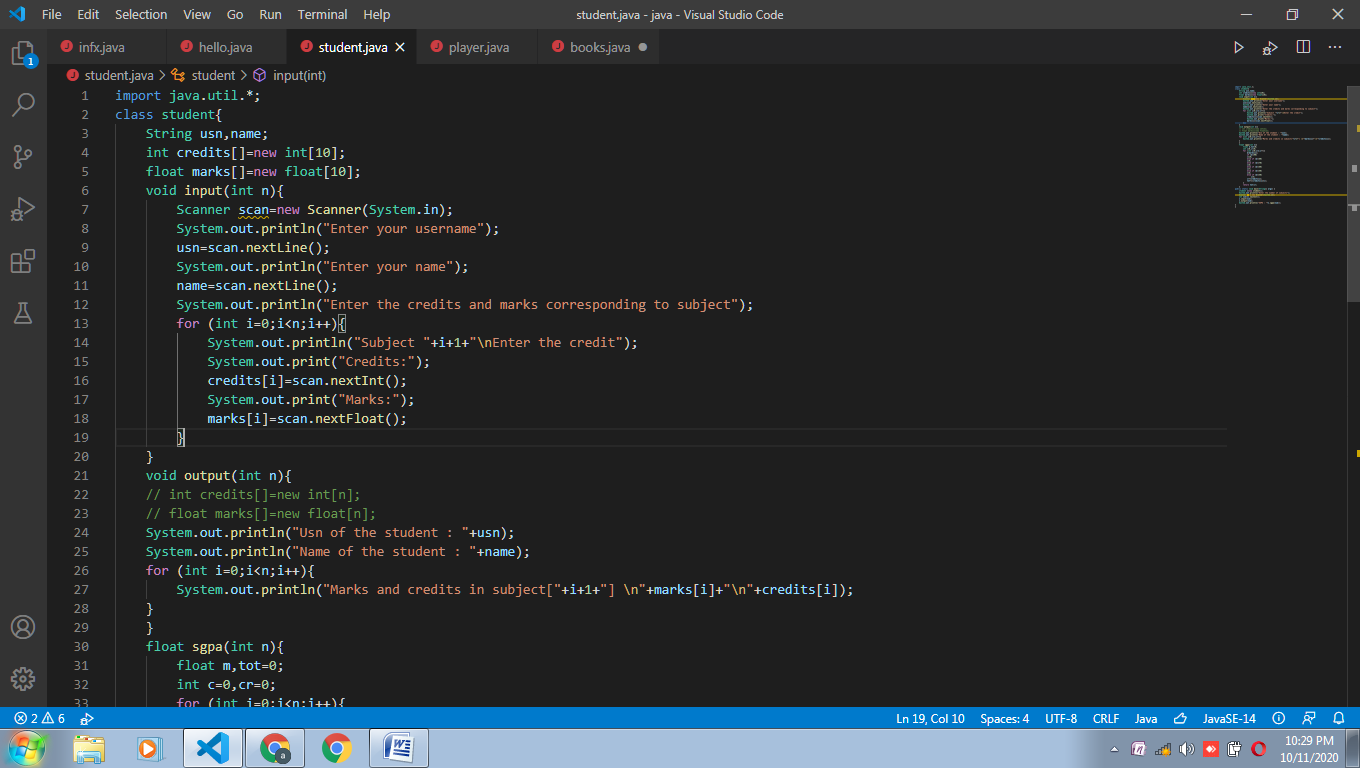 File Edit Selection View Go Run Terminal Help student.java - java - Visual Studio Code
infx.java hello.java student.java player.java books.java
student.java > student > input(int)
1 import java.util.*;
2 class student{
3 String usn,name;
4 int credits[]=new int[10];
5 float marks[]=new float[10];
6 void input(int n){
7 Scanner scan=new Scanner(System.in);
8 System.out.println("Enter your username");
9 usn=scan.nextLine();
10 System.out.println("Enter your name");
11 name=scan.nextLine();
12 System.out.println("Enter the credits and marks corresponding to subject");
13 for (int i=0;i<n;i++){
14 System.out.println("Subject "+i+1+"\nEnter the credit");
15 System.out.print("Credits:");
16 credits[i]=scan.nextInt();
17 System.out.print("Marks:");
18 marks[i]=scan.nextFloat();
19 }
20 }
21 void output(int n){
22 // int credits[]=new int[n];
23 // float marks[]=new float[n];
24 System.out.println("Usn of the student : "+usn);
25 System.out.println("Name of the student : "+name);
26 for (int i=0;i<n;i++){
27 System.out.println("Marks and credits in subject["+i+1+"] \n"+marks[i]+"\n"+credits[i]);
28 }
29 }
30 float sgpa(int n){
31 float m,tot=0;
32 int c=0,cr=0;
33 for (int i=0;i<n;i++){
1
2 6 Ln 19, Col 10 Spaces: 4 UTF-8 CRLF Java JavaSE-14
10:29 PM
10/11/2020